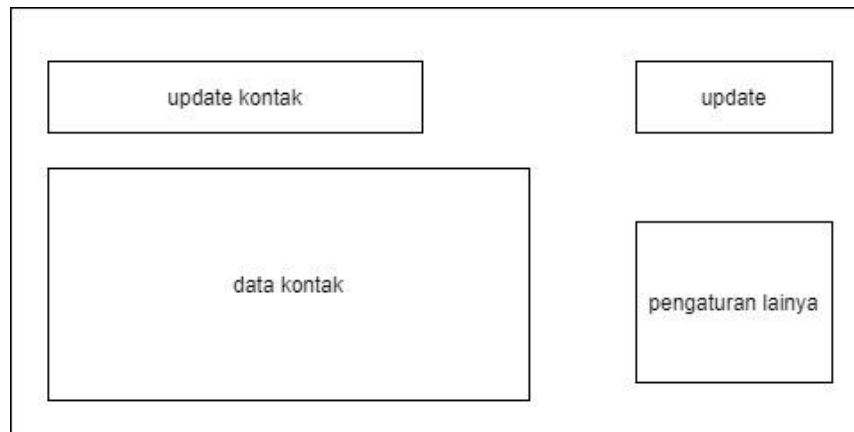 update kontak
update
data kontak
pengaturan lainya